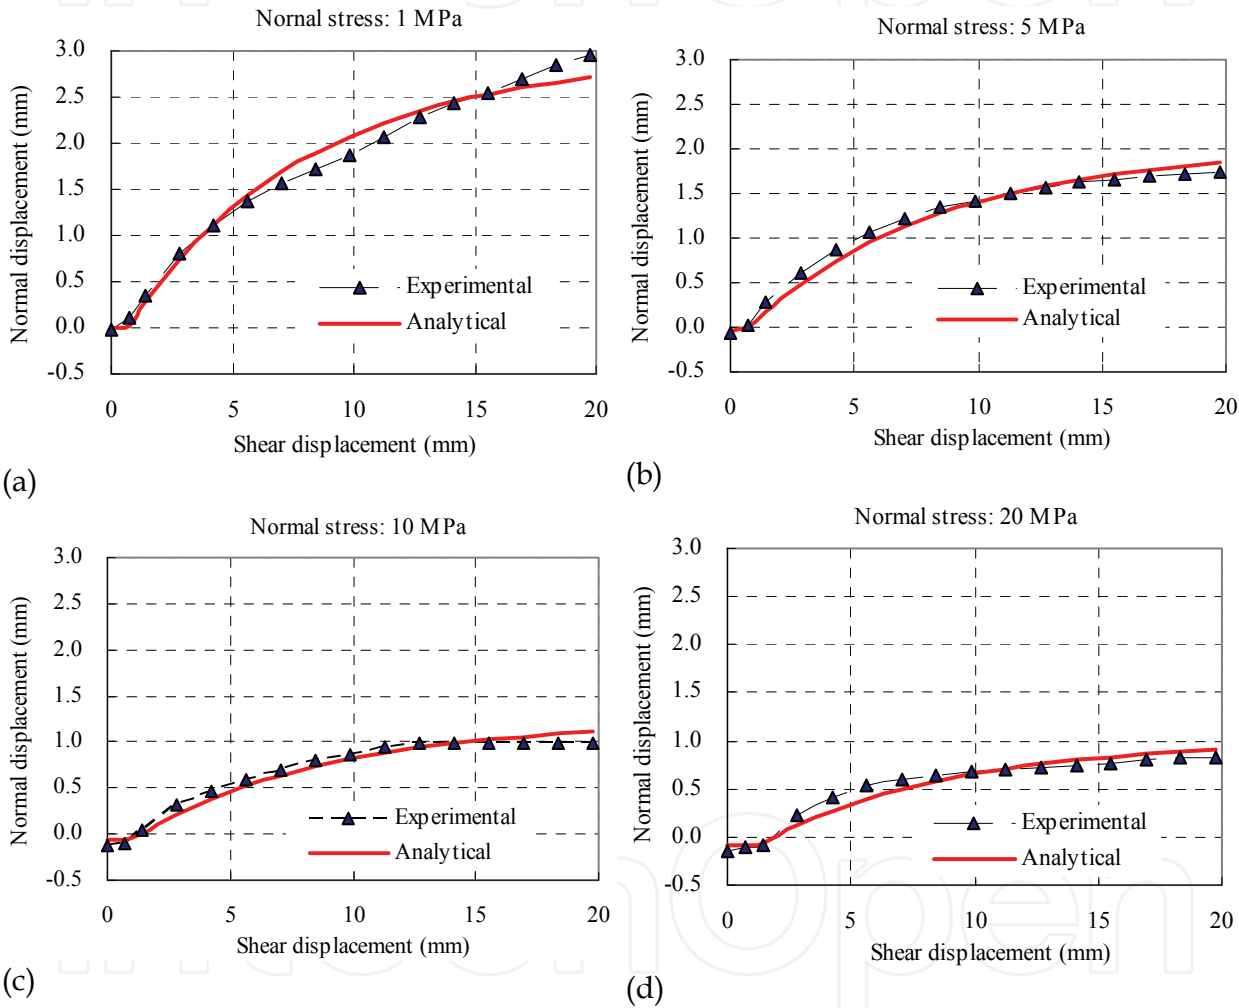 Normal stress: 1 MPa
3.0
2.5
2.0
1.5
1.0
0.5
0.0
-0.5
Normal displacement (mm)
Experimental
Analytical
0 5 10 15 20
Shear displacement (mm)
(a)
Normal stress: 5 MPa
3.0
2.5
2.0
1.5
1.0
0.5
0.0
-0.5
Normal displacement (mm)
Experimental
Analytical
0 5 10 15 20
Shear displacement (mm)
(b)
Normal stress: 10 MPa
3.0
2.5
2.0
1.5
1.0
0.5
0.0
-0.5
Normal displacement (mm)
Experimental
Analytical
0 5 10 15 20
Shear displacement (mm)
(c)
Normal stress: 20 MPa
3.0
2.5
2.0
1.5
1.0
0.5
0.0
-0.5
Normal displacement (mm)
Experimental
Analytical
0 5 10 15 20
Shear displacement (mm)
(d)